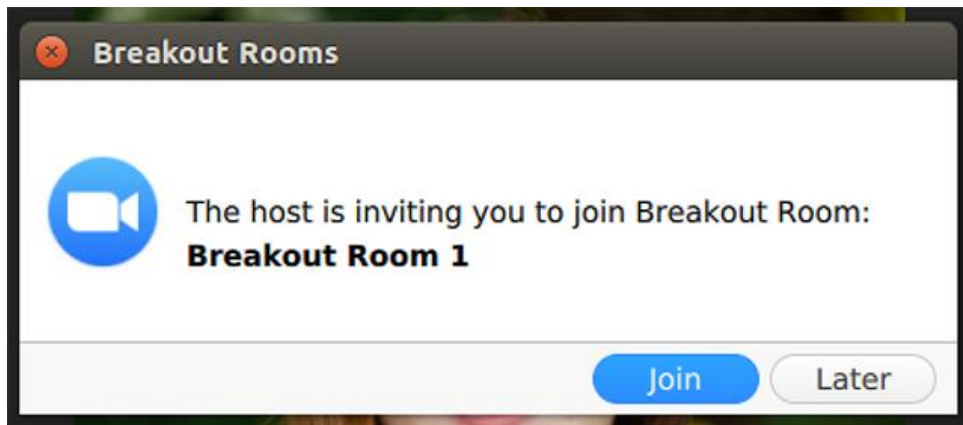 Breakout Rooms
The host is inviting you to join Breakout Room:
Breakout Room 1
Join
Later